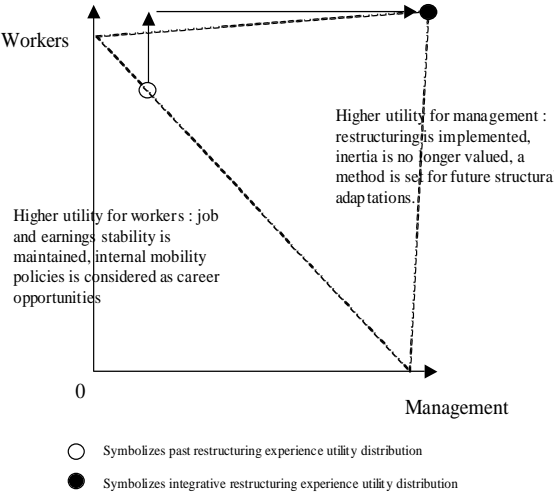 Workers
Higher utility for management :
restructuring is implemented,
inertia is no longer valued, a
method is set for future structural
adaptations.
Higher utility for workers : job
and earnings stability is
maintained, internal mobility
policies is considered as career
opportunities
0
Management
Symbolizes past restructuring experience utility distribution
Symbolizes integrative restructuring experience utility distribution